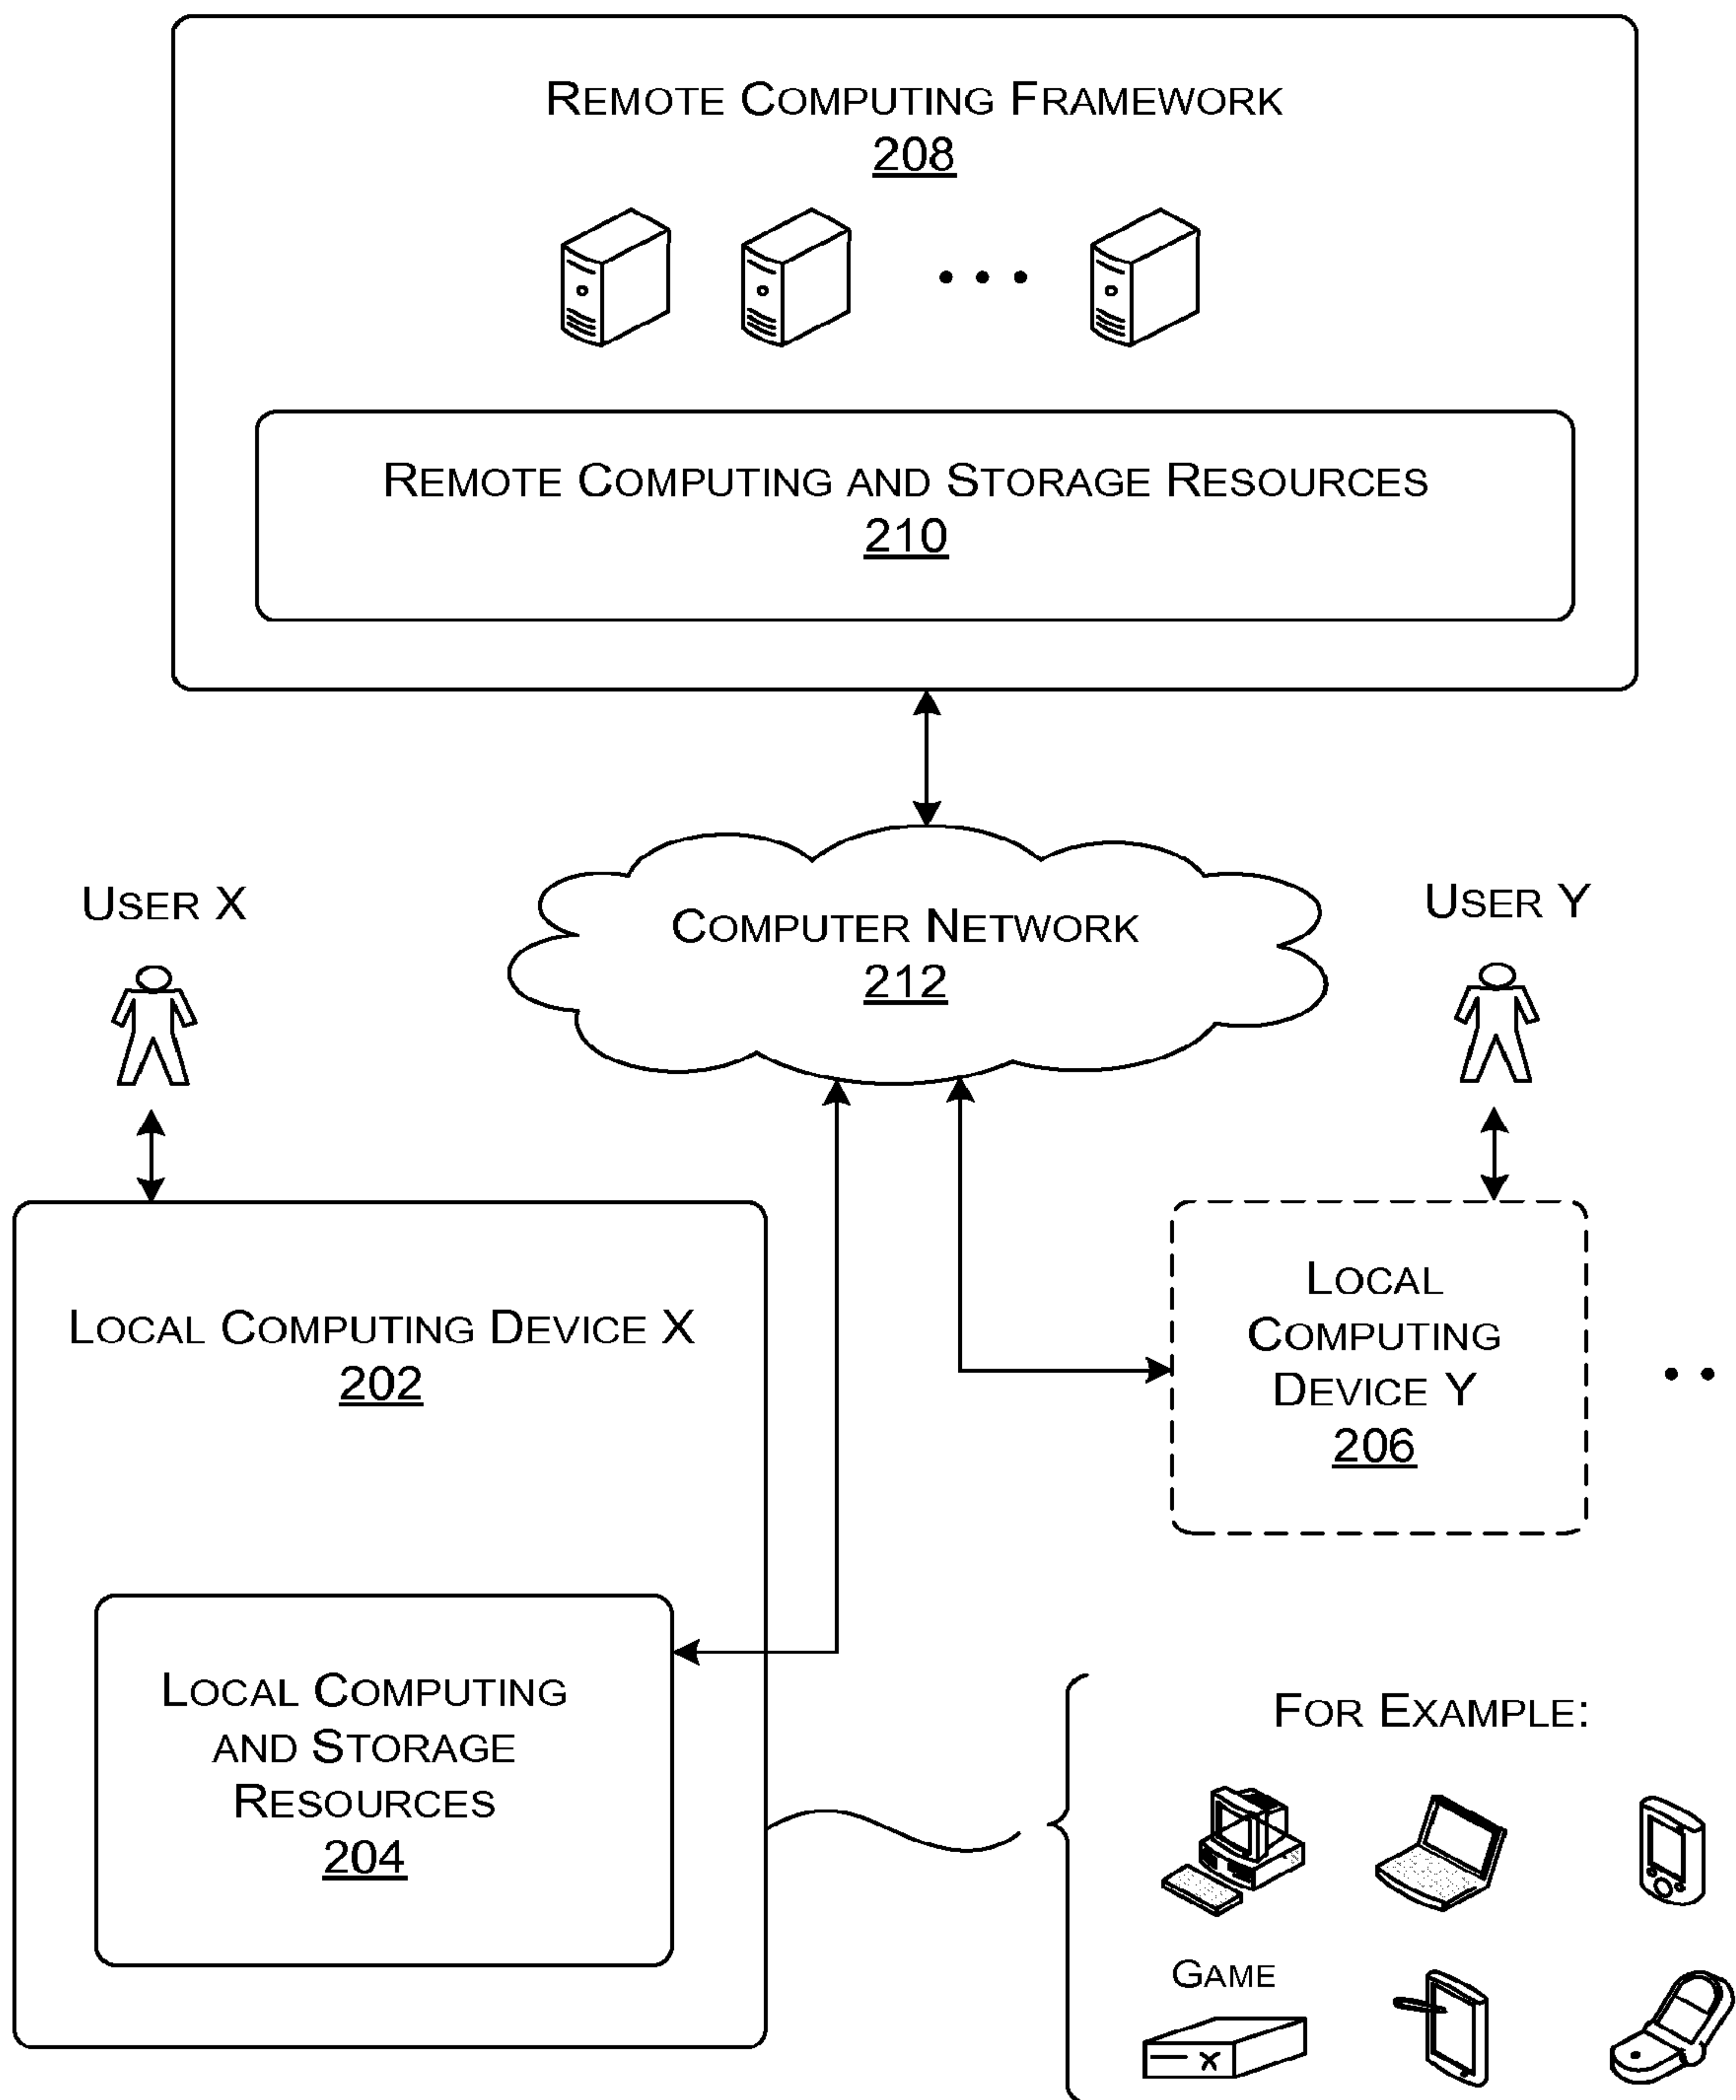 REMOTE COMPUTING FRAMEWORK
208
REMOTE COMPUTING AND STORAGE RESOURCES
210
USER X
COMPUTER NETWORK
212
USER Y
LOCAL COMPUTING DEVICE X
202
LOCAL
COMPUTING
DEVICE Y
206
LOCAL COMPUTING
AND STORAGE
RESOURCES
204
FOR EXAMPLE:
GAME
X